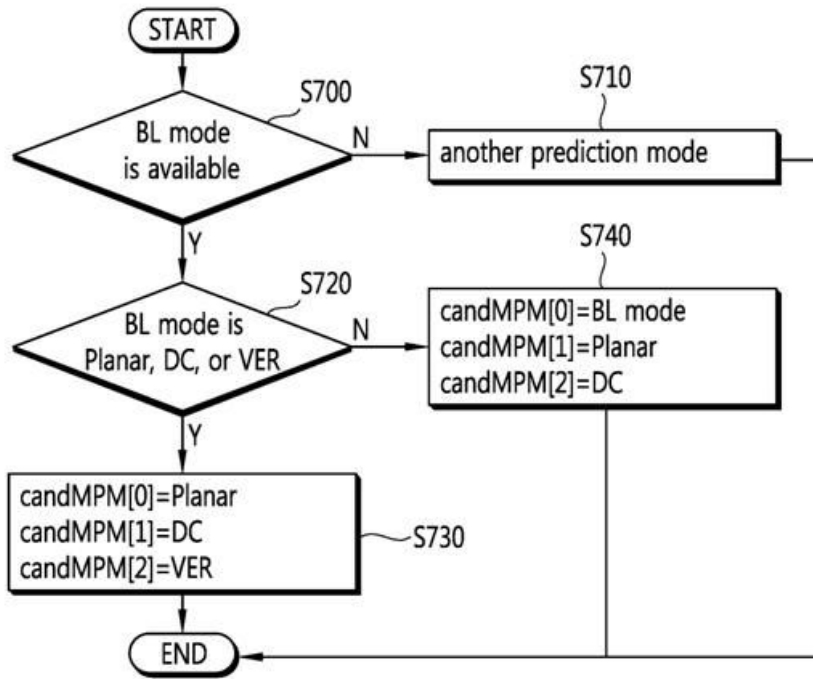 START
S700
BL mode
is available
N
S710
another prediction mode
Y
S720
BL mode is
Planar, DC, or VER
N
S740
candMPM[0]=BL mode
candMPM[1]=Planar
candMPM[2]=DC
Y
candMPM[0]=Planar
candMPM[1]=DC
candMPM[2]=VER
S730
END